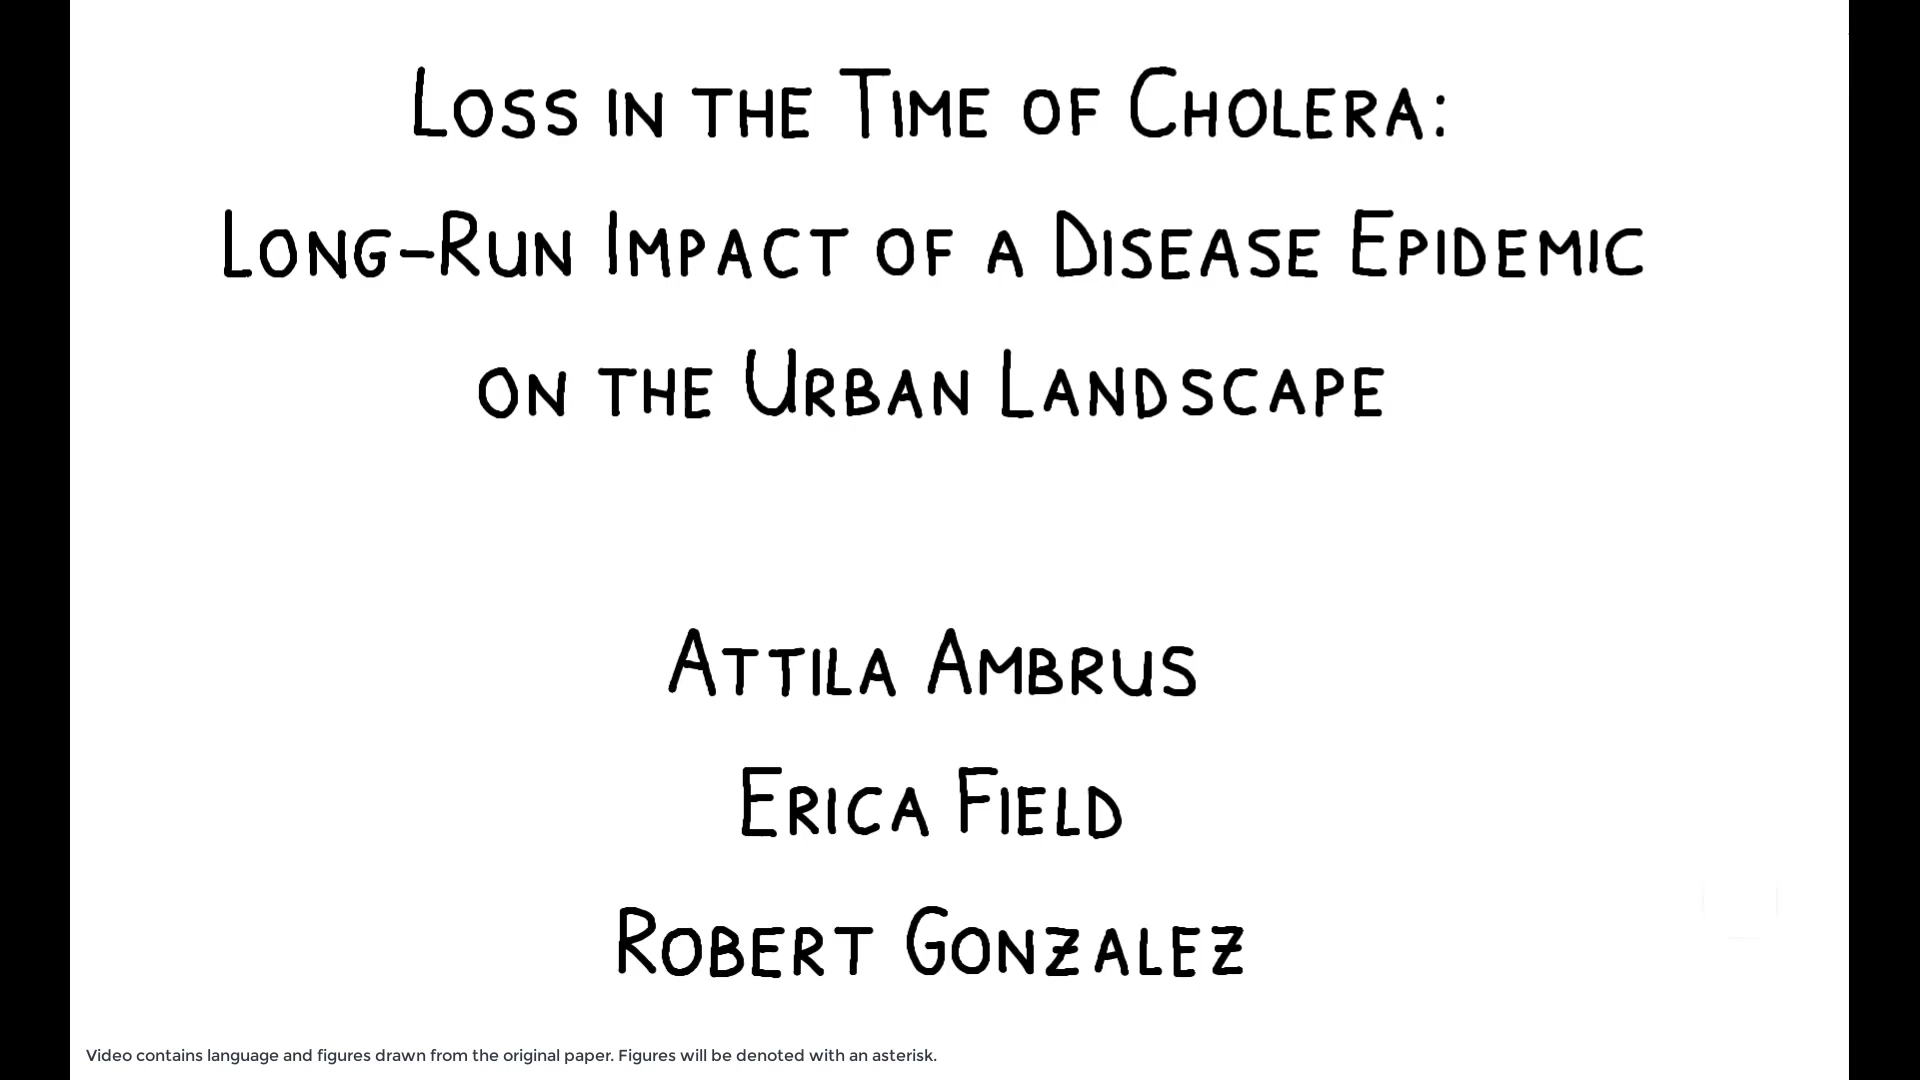 Loss in the Time of Cholera:
Long-Run Impact of a Disease Epidemic
on the Urban Landscape
Attila Ambrus
Erica Field
Robert Gonzalez
Video contains language and figures drawn from the original paper. Figures will be denoted with an asterisk.